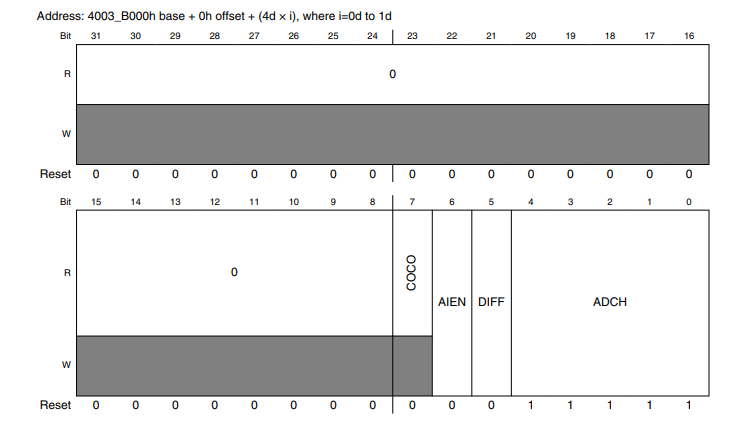 Address: 4003_B000h base + 0h offset + (4d × i), where i=0d to 1d
Bit 31 30 29 28 27 26 25 24 23 22 21 20 19 18 17 16
R 0
W
Reset 0 0 0 0 0 0 0 0 0 0 0 0 0 0 0 0
Bit 15 14 13 12 11 10 9 8 7 6 5 4 3 2 1 0
R 0 COCO
AIEN DIFF ADCH
W
Reset 0 0 0 0 0 0 0 0 0 0 0 1 1 1 1 1